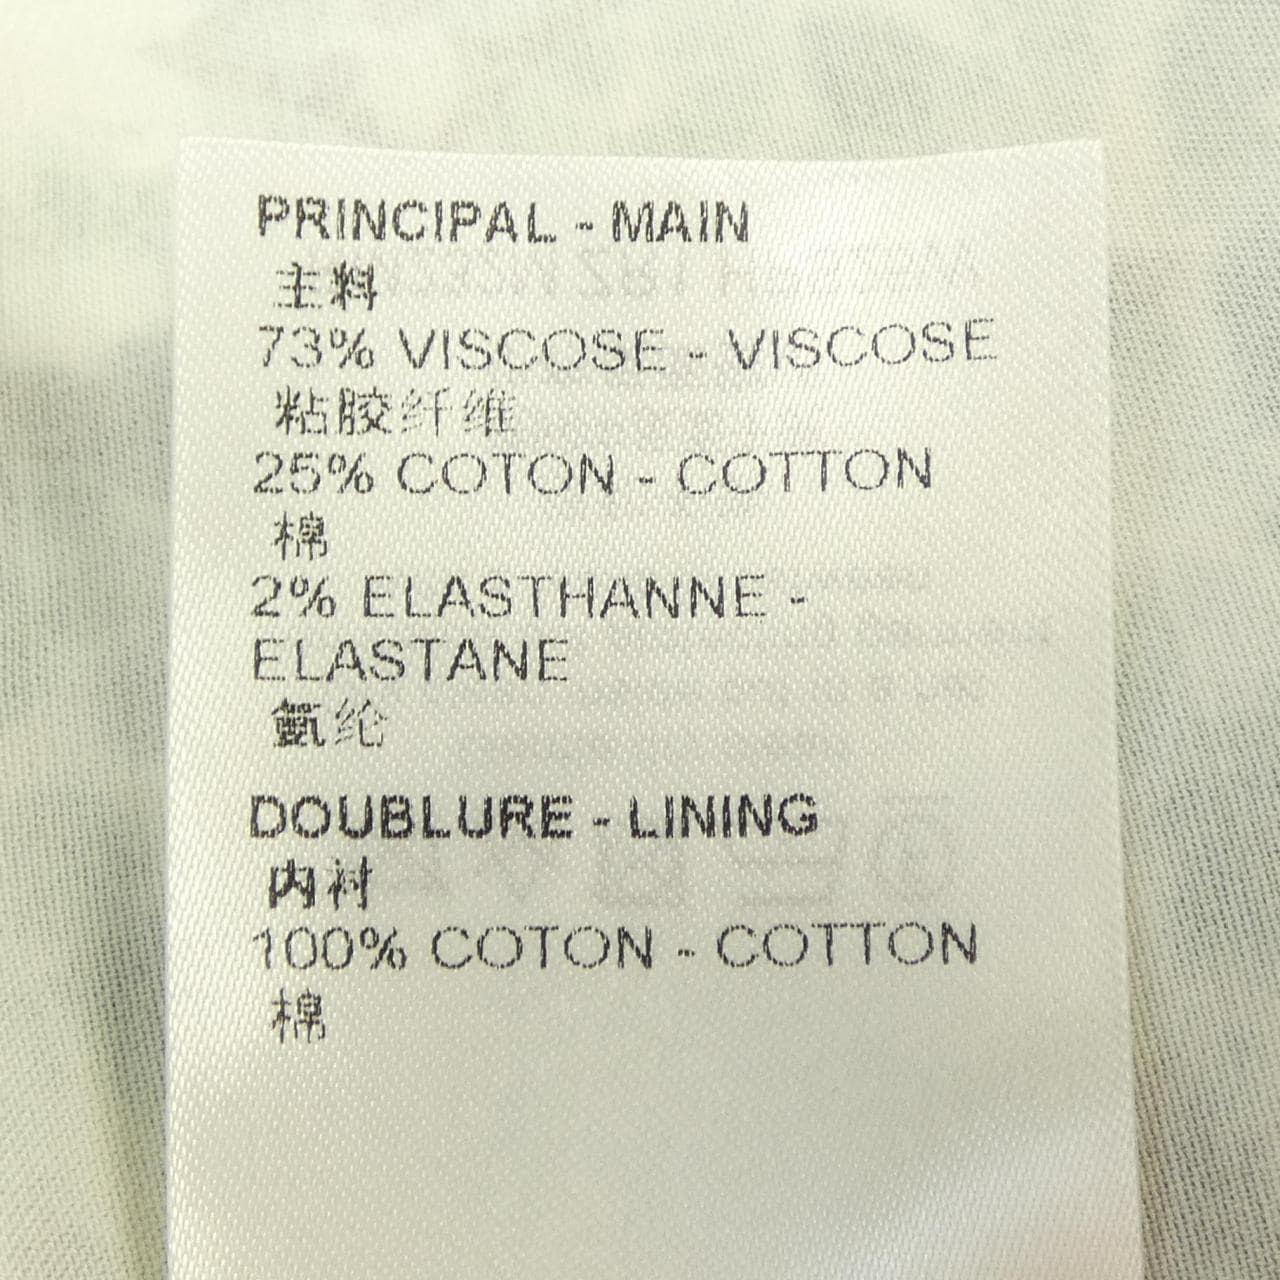 PRINCIPAL - MAIN
主料
73% VISCOSE - VISCOSE
粘胶纤维
25% COTON - COTTON
棉
2% ELASTHANNE -
ELASTANE
氨纶
DOUBLURE - LINING
内衬
100% COTON - COTTON
棉